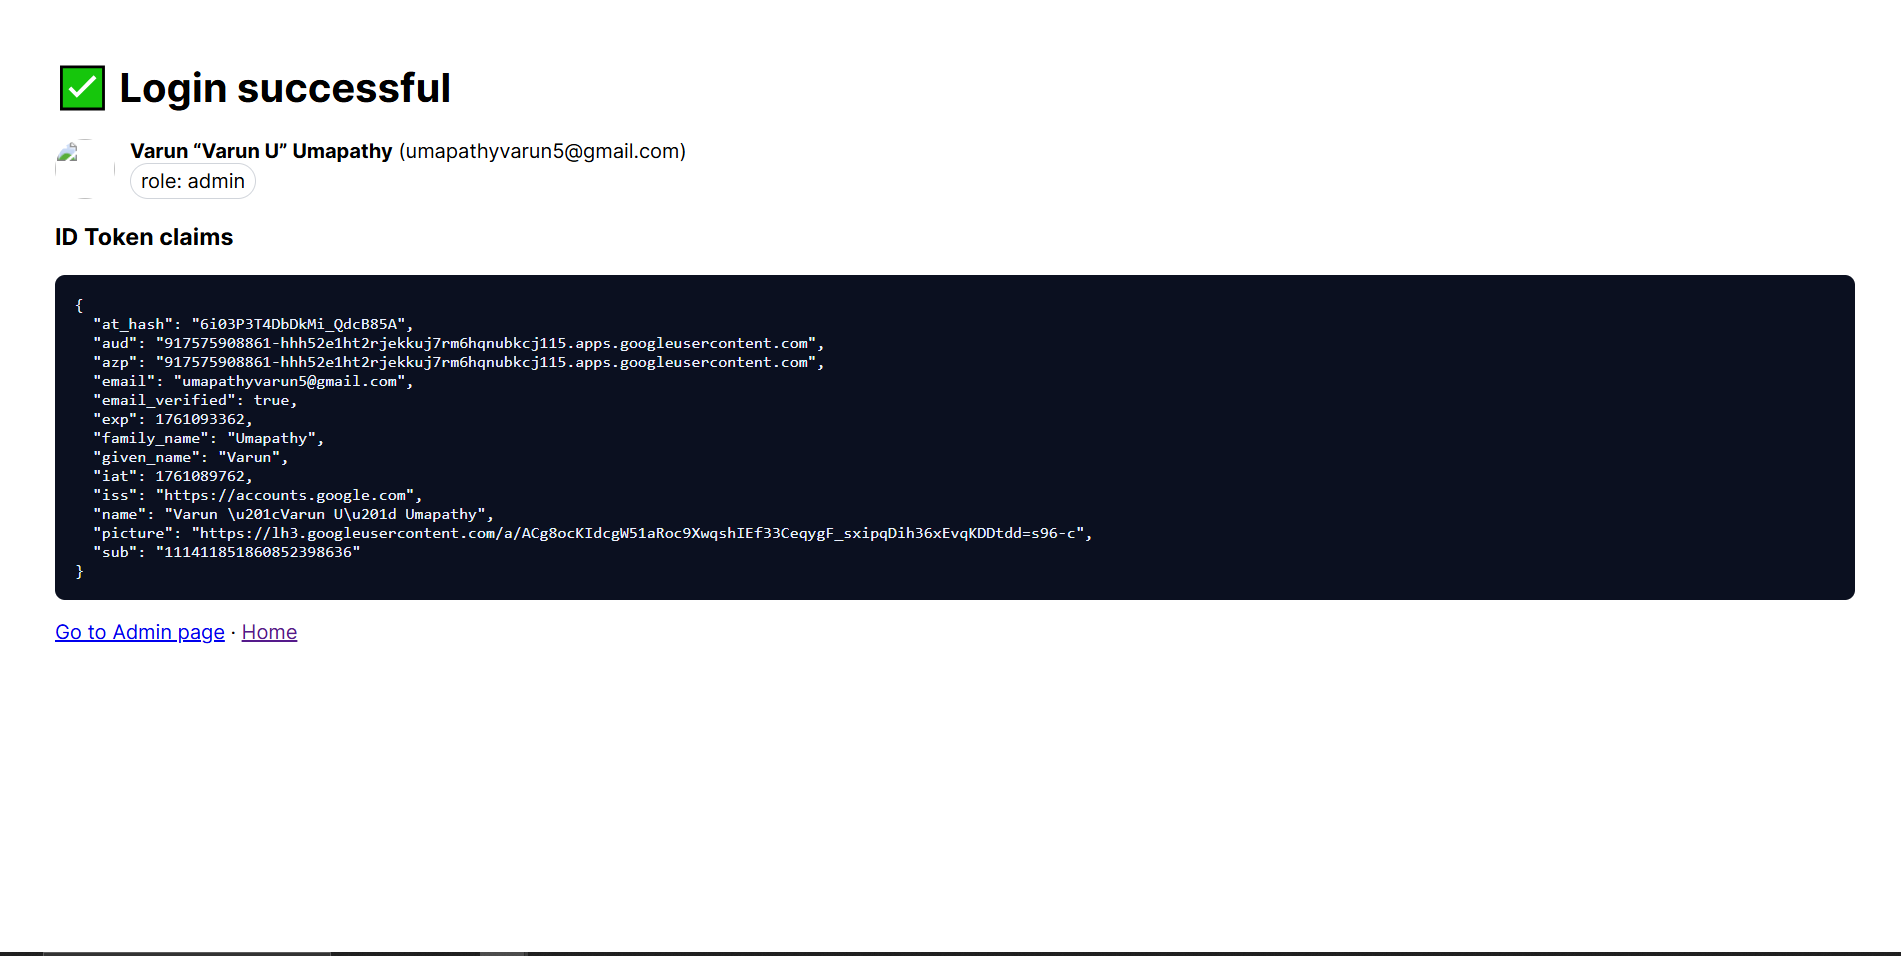 Login successful
Varun “Varun U” Umapathy (umapathyvarun5@gmail.com)
role: admin
ID Token claims
{
"at_hash": "6i03P3T4DbDkMi_QdcB85A",
"aud": "917575908861-hhh52e1ht2rjekkuj7rm6hqnubkcj115.apps.googleusercontent.com",
"azp": "917575908861-hhh52e1ht2rjekkuj7rm6hqnubkcj115.apps.googleusercontent.com",
"email": "umapathyvarun5@gmail.com",
"email_verified": true,
"exp": 1761093362,
"family_name": "Umapathy",
"given_name": "Varun",
"iat": 1761089762,
"iss": "https://accounts.google.com",
"name": "Varun \u201cVarun U\u201d Umapathy",
"picture": "https://lh3.googleusercontent.com/a/ACg8ocKIdcgW51aRoc9XwqshIEf33CeqygF_sxipqDih36xEvqKDDtdd=s96-c",
"sub": "111411851860852398636"
}
Go to Admin page · Home